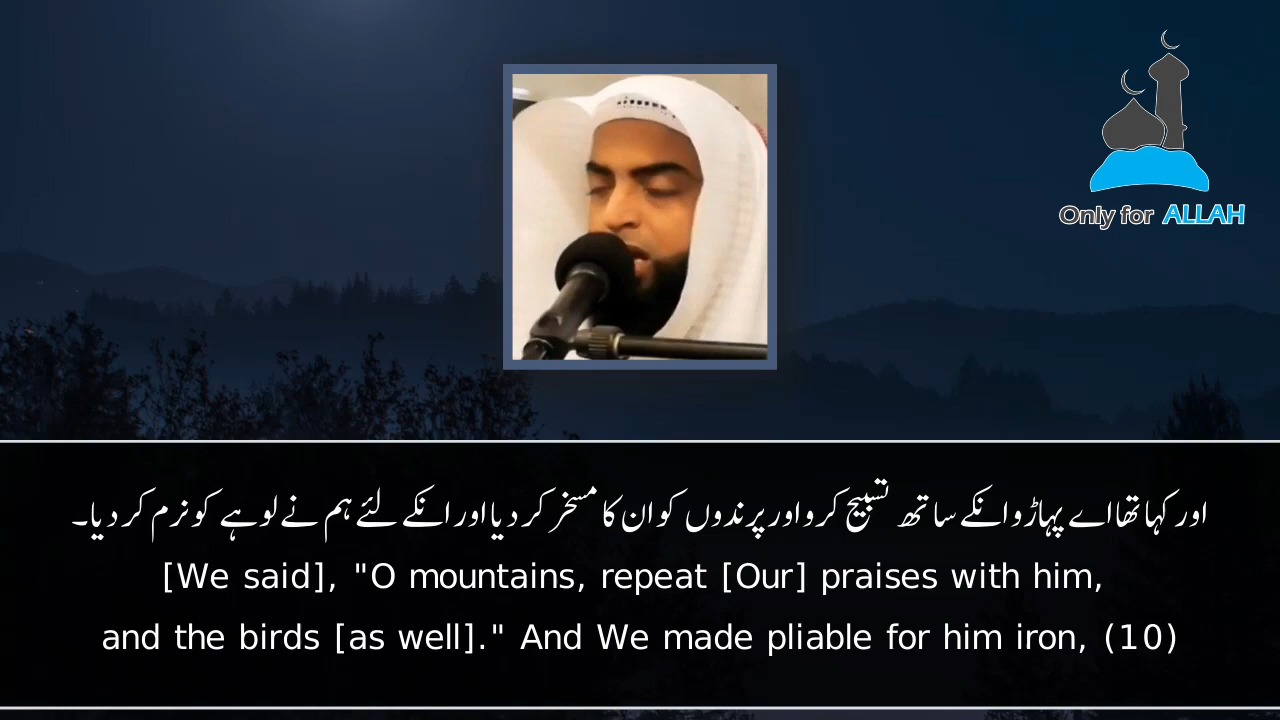 Only for ALLAH
اور کہا تھا اے پہاڑو انکے ساتھ تسبیح کرو اور پرندوں کو ان کا مسخر کر دیا اور انکے لئے ہم نے لوہے کو نرم کر دیا۔
[We said], "O mountains, repeat [Our] praises with him,
and the birds [as well]." And We made pliable for him iron, (10)